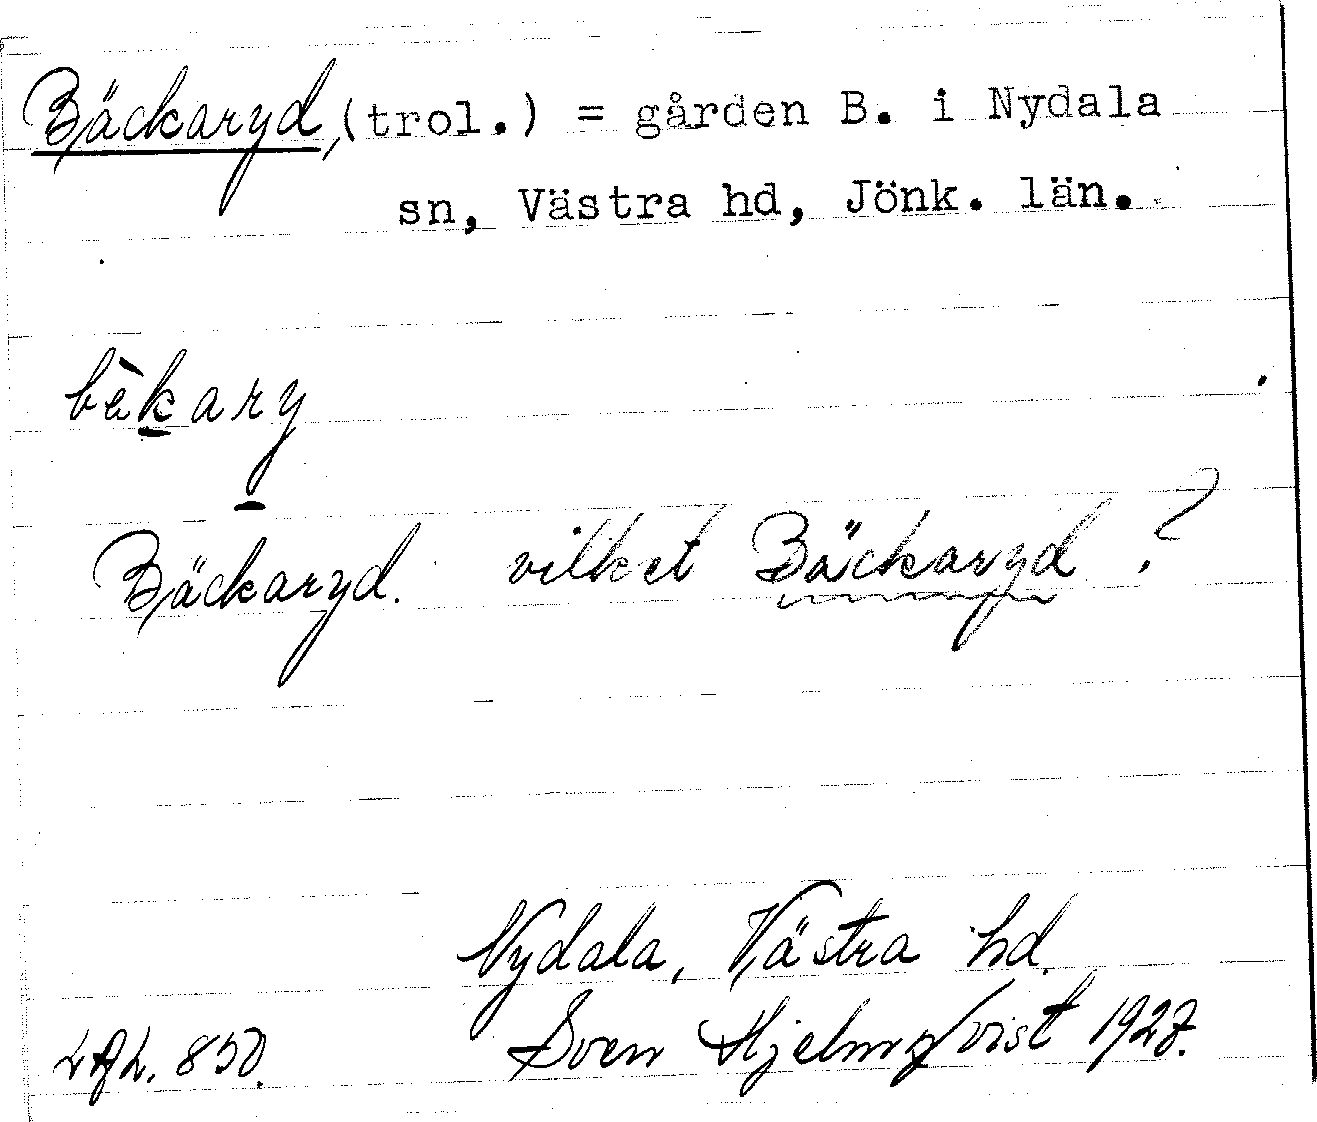 Bäckaryd, (trol.) = gården B. i Nydala
sn, Västra hd, Jönk. län.
bèkary
Bäckaryd. vilket Bäckaryd?
Nydala, Västra hd.
850. Sven Hjelmqvist 1927.